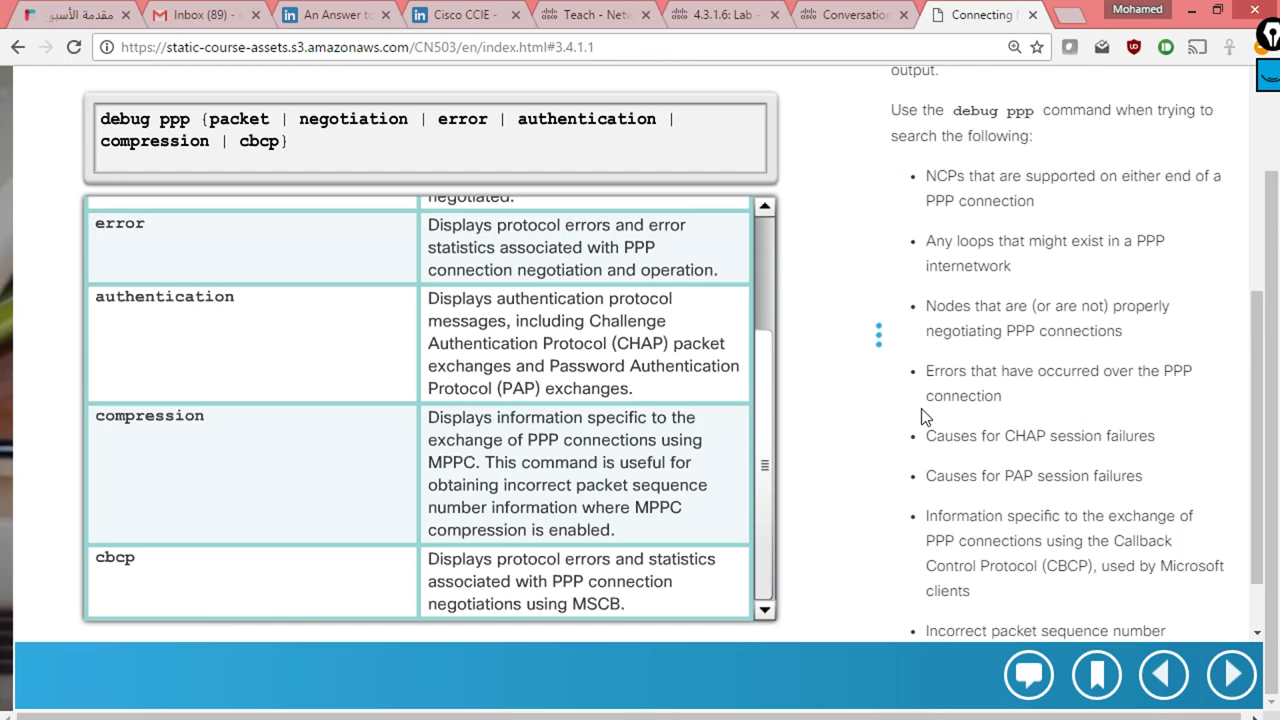 مقدمة الأسبو
Inbox (89) -
An Answer to
Cisco CCIE -
Teach - Netw
4.3.1.6: Lab -
Conversation
Connecting
Mohamed
https://static-course-assets.s3.amazonaws.com/CN503/en/index.html#3.4.1.1
debug ppp {packet | negotiation | error | authentication |
compression | cbcp}
negotiated.
error
Displays protocol errors and error
statistics associated with PPP
connection negotiation and operation.
authentication
Displays authentication protocol
messages, including Challenge
Authentication Protocol (CHAP) packet
exchanges and Password Authentication
Protocol (PAP) exchanges.
compression
Displays information specific to the
exchange of PPP connections using
MPPC. This command is useful for
obtaining incorrect packet sequence
number information where MPPC
compression is enabled.
cbcp
Displays protocol errors and statistics
associated with PPP connection
negotiations using MSCB.
output.
Use the debug ppp command when trying to
search the following:
• NCPs that are supported on either end of a
PPP connection
• Any loops that might exist in a PPP
internetwork
• Nodes that are (or are not) properly
negotiating PPP connections
• Errors that have occurred over the PPP
connection
• Causes for CHAP session failures
• Causes for PAP session failures
• Information specific to the exchange of
PPP connections using the Callback
Control Protocol (CBCP), used by Microsoft
clients
• Incorrect packet sequence number